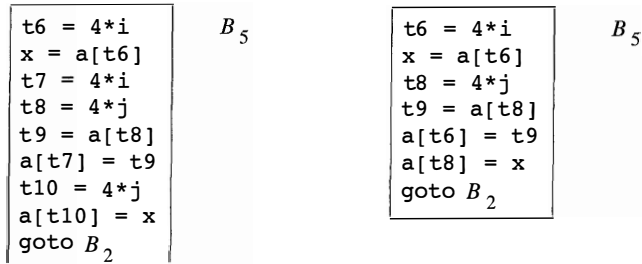 t6 = 4*i
x = a[t6]
t7 = 4*i
t8 = 4*j
t9 = a[t8]
a[t7] = t9
t10 = 4*j
a[t10] = x
goto B2
B5
t6 = 4*i
x = a[t6]
t8 = 4*j
t9 = a[t8]
a[t6] = t9
a[t8] = x
goto B2
B5